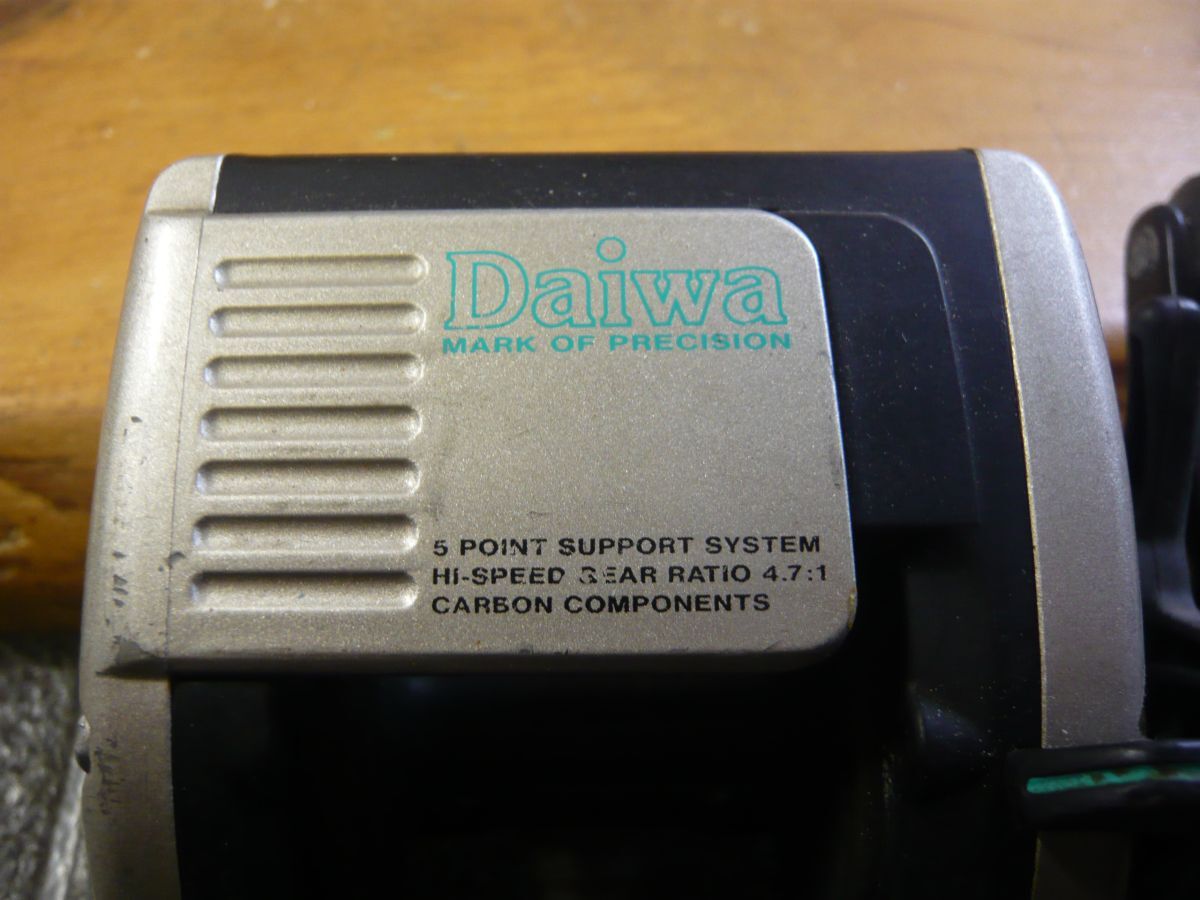 Daiwa
MARK OF PRECISION
5 POINT SUPPORT SYSTEM
HI-SPEED GEAR RATIO 4.7:1
CARBON COMPONENTS